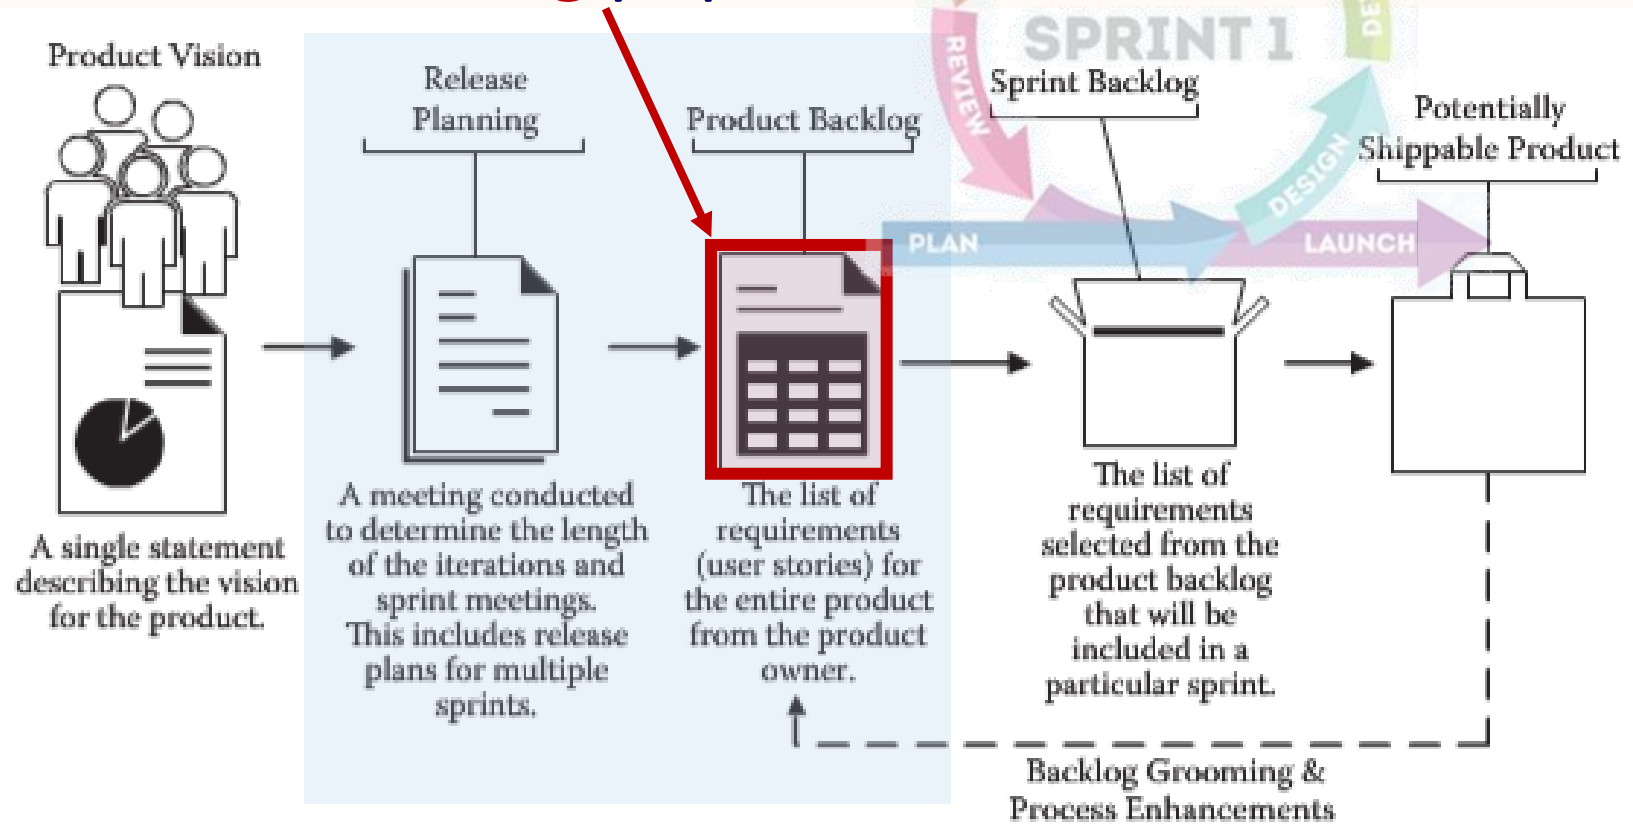 SPRINT 1
REVIEW
DESIGN
PLAN
LAUNCH
Product Vision
Release
Planning
Product Backlog
Sprint Backlog
Potentially
Shippable Product
A single statement
describing the vision
for the product.
A meeting conducted
to determine the length
of the iterations and
sprint meetings.
This includes release
plans for multiple
sprints.
The list of
requirements
(user stories) for
the entire product
from the product
owner.
The list of
requirements
selected from the
product backlog
that will be
included in a
particular sprint.
Backlog Grooming &
Process Enhancements